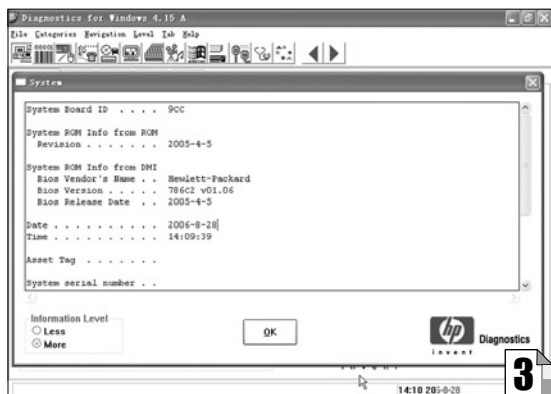 Diagnostics for Windows 4.15 A
File Categories Navigation Level Tab Help
System
System Board ID . . . . 9CC
System ROM Info from ROM
Revision . . . . . . . 2005-4-5
System ROM Info from DMI
Bios Vendor's Name . . Hewlett-Packard
Bios Version . . . . . 786C2 v01.06
Bios Release Date . . 2005-4-5
Date . . . . . . . . . . 2006-8-28
Time . . . . . . . . . . 14:09:39
Asset Tag . . . . . . .
System serial number . .
Information Level
Less
More
OK
hp
invent
Diagnostics
14:10 206-8-28
3